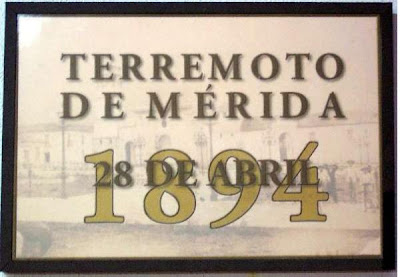 TERREMOTO
DE MÉRIDA
28 DE ABRIL
1894